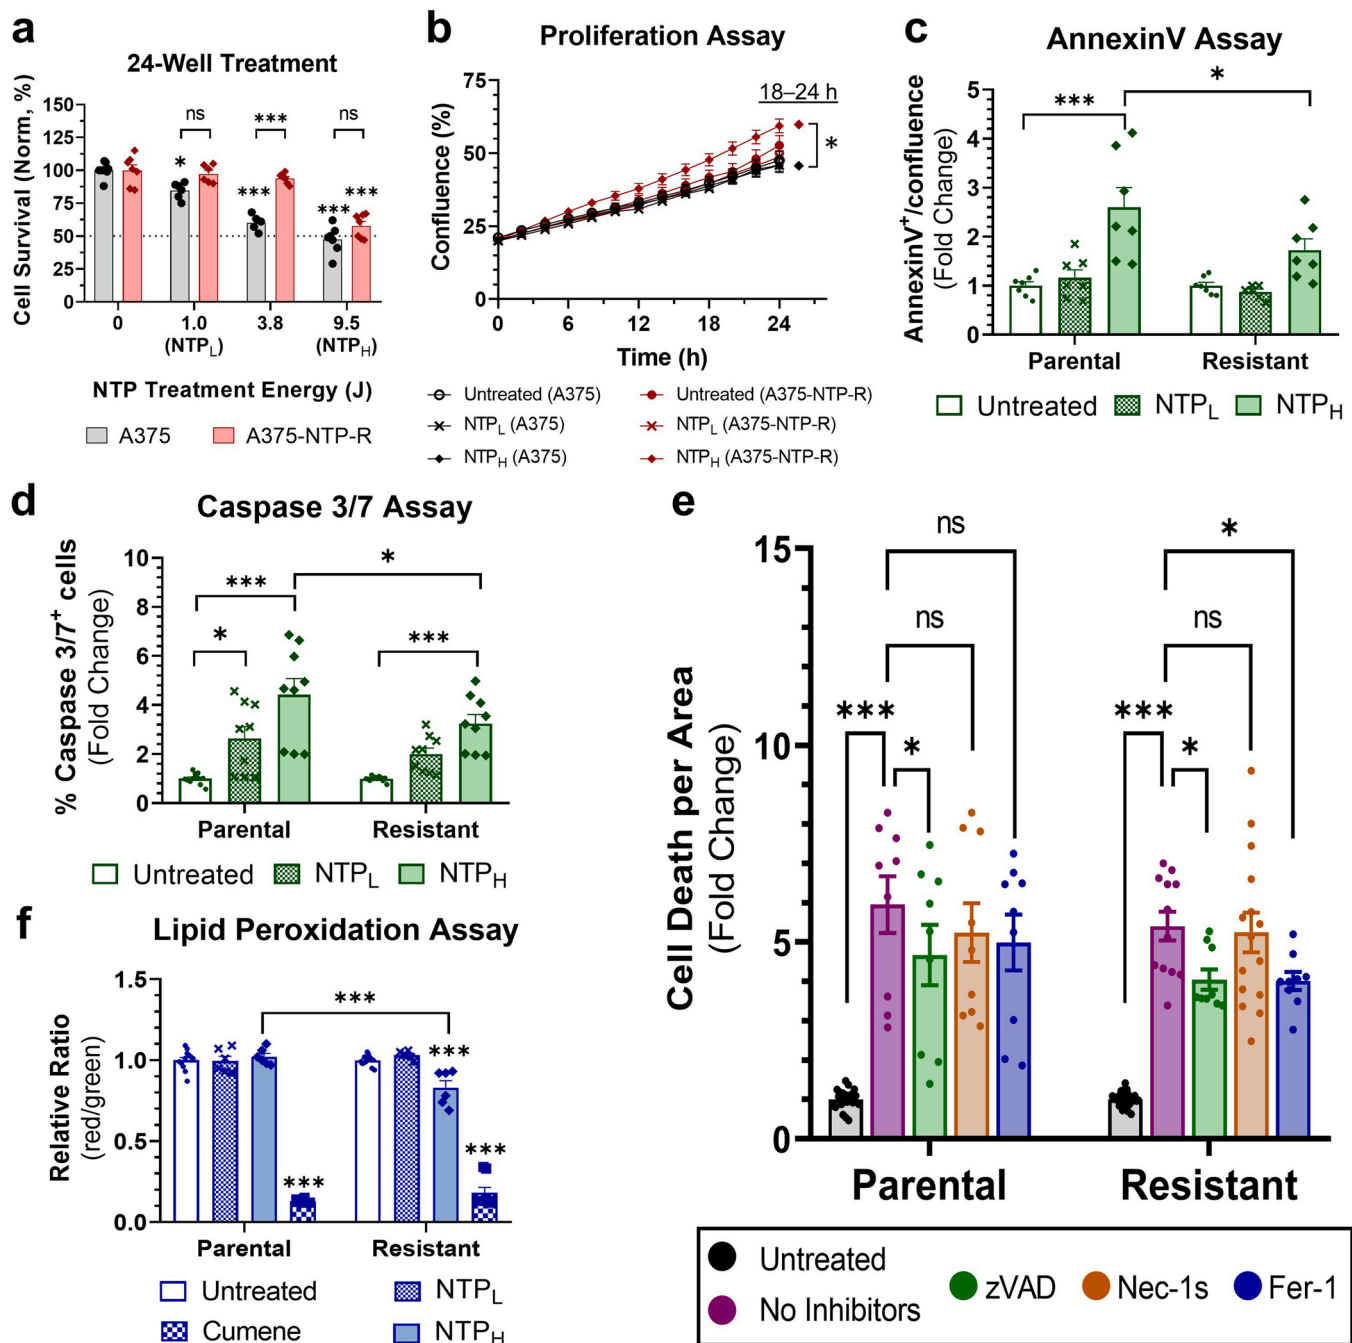 a
24-Well Treatment
Cell Survival (Norm, %)
150
125
100
75
50
25
0
ns
***
ns
*
***
***
***
0
1.0
3.8
9.5
(NTPL)
(NTPH)
NTP Treatment Energy (J)
A375
A375-NTP-R
b
Proliferation Assay
Confluence (%)
75
50
25
0
18–24 h
*
0
6
12
18
24
Time (h)
Untreated (A375)
Untreated (A375-NTP-R)
NTPL (A375)
NTPL (A375-NTP-R)
NTPH (A375)
NTPH (A375-NTP-R)
c
AnnexinV Assay
AnnexinV+/confluence
(Fold Change)
5
4
3
2
1
0
***
*
Parental
Resistant
Untreated
NTPL
NTPH
d
Caspase 3/7 Assay
% Caspase 3/7+ cells
(Fold Change)
10
8
6
4
2
0
*
***
*
***
Parental
Resistant
Untreated
NTPL
NTPH
e
Cell Death per Area
(Fold Change)
15
10
5
0
ns
ns
***
*
*
ns
***
*
Parental
Resistant
Untreated
No Inhibitors
zVAD
Nec-1s
Fer-1
f
Lipid Peroxidation Assay
Relative Ratio
(red/green)
1.5
1.0
0.5
0.0
***
***
***
***
Parental
Resistant
Untreated
NTPL
Cumene
NTPH